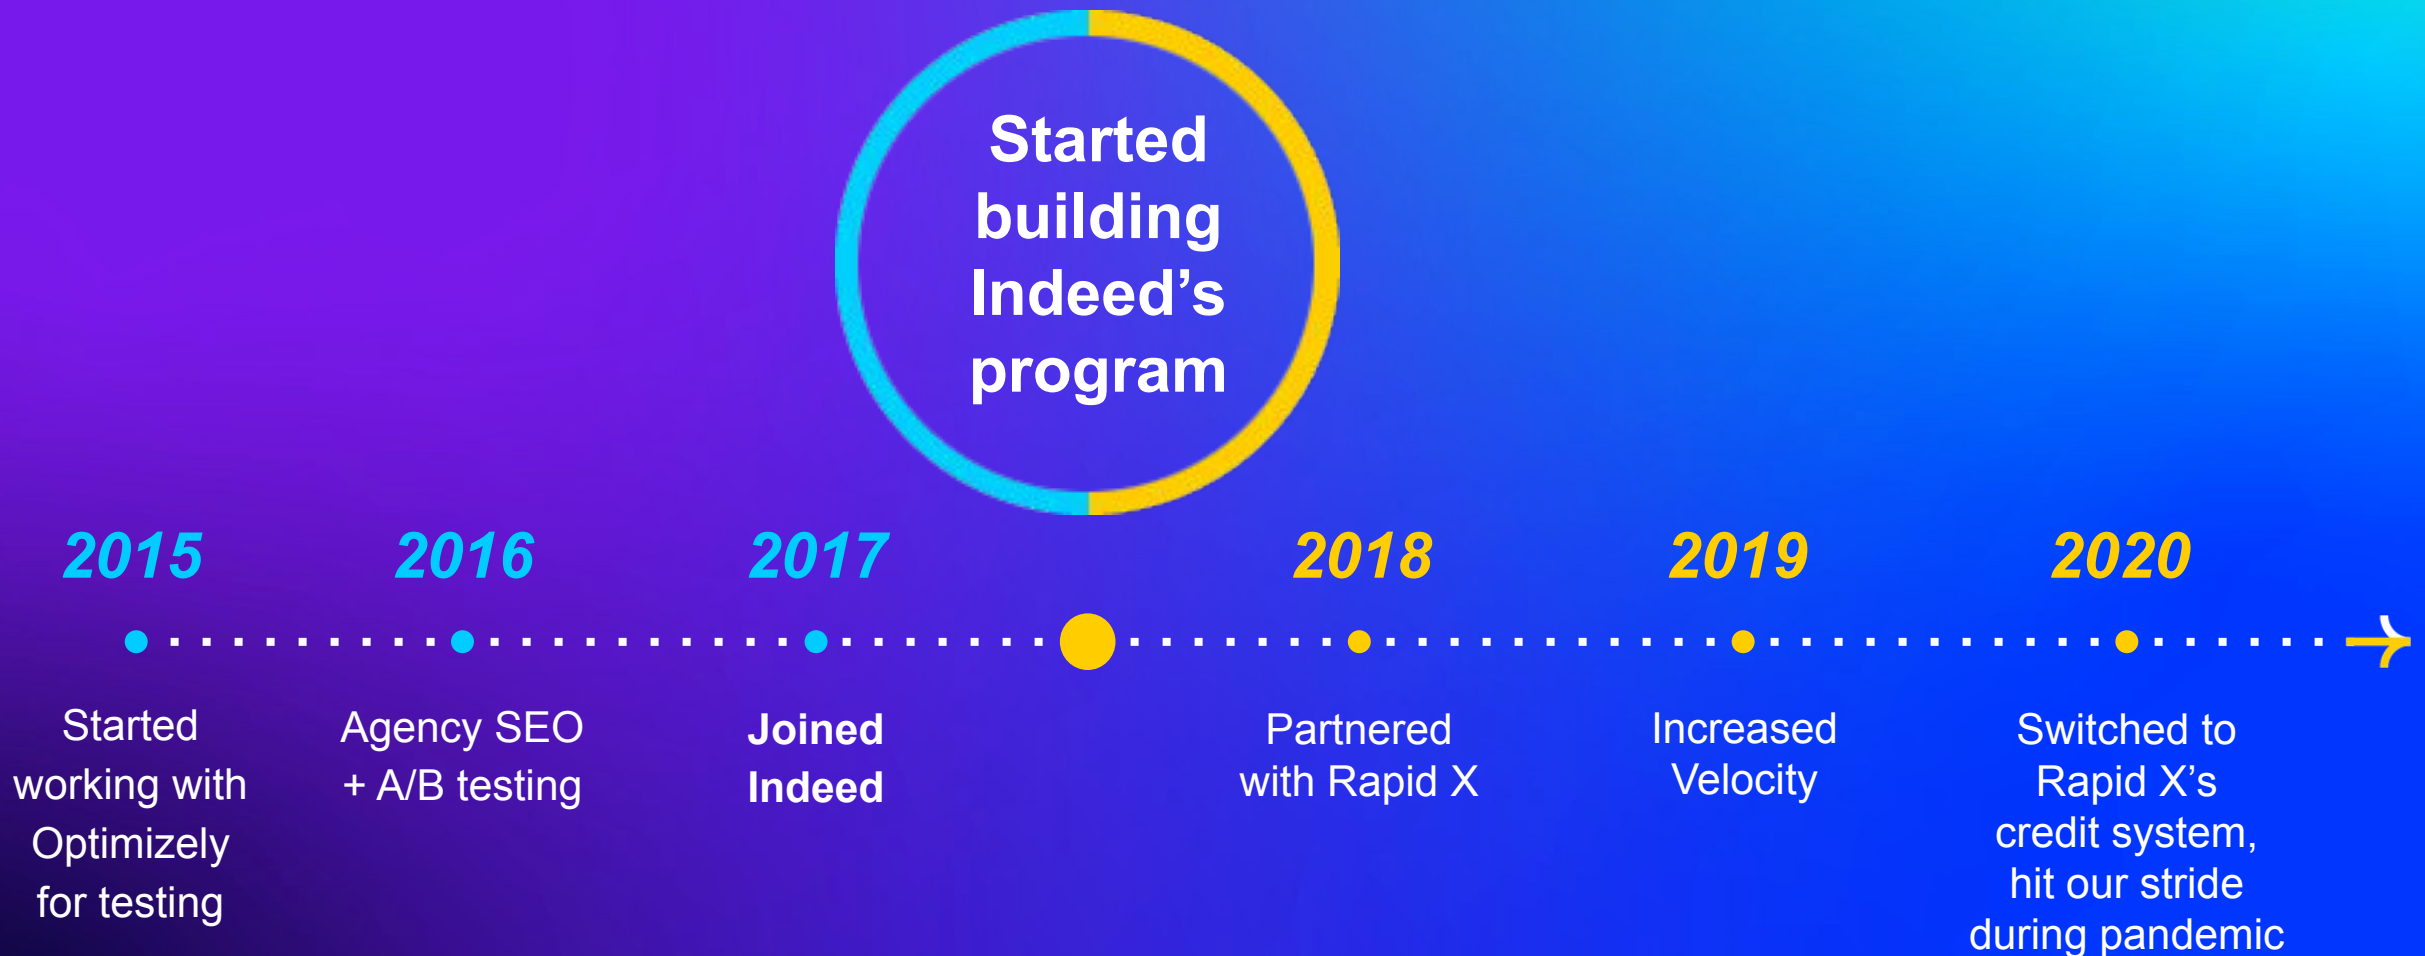 Started
building
Indeed’s
program
2015
2016
2017
2018
2019
2020
Started
working with
Optimizely
for testing
Agency SEO
+ A/B testing
Joined
Indeed
Partnered
with Rapid X
Increased
Velocity
Switched to
Rapid X’s
credit system,
hit our stride
during pandemic